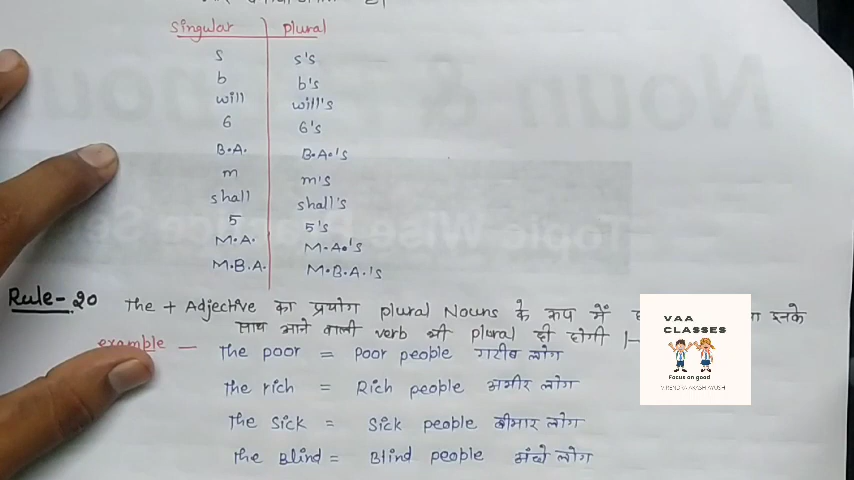 singular plural
s s's
b b's
will will's
6 6's
B.A. B.A.'s
m m's
shall shall's
5 5's
M.A. M.A.'s
M.B.A. M.B.A.'s
Rule-20 The + Adjective का प्रयोग plural Nouns के रूप में इनके
साथ आने वाली verb भी plural ही होगी ।-
example -
The poor = Poor people गरीब लोग
The rich = Rich people अमीर लोग
The Sick = Sick people बीमार लोग
The Blind = Blind people अंधे लोग
VAA
CLASSES
Focus on good